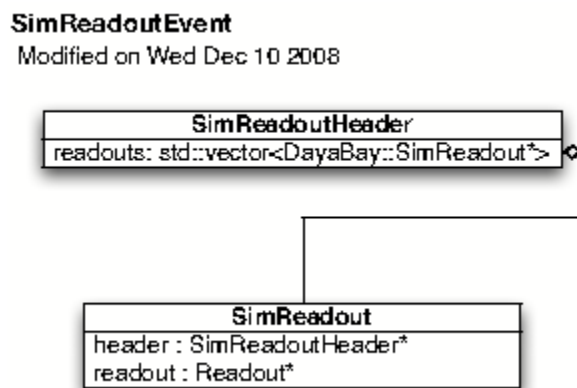 SimReadoutEvent
Modified on Wed Dec 10 2008
SimReadoutHeader
readouts: std::vector<DayaBay::SimReadout*>
SimReadout
header : SimReadoutHeader*
readout : Readout*